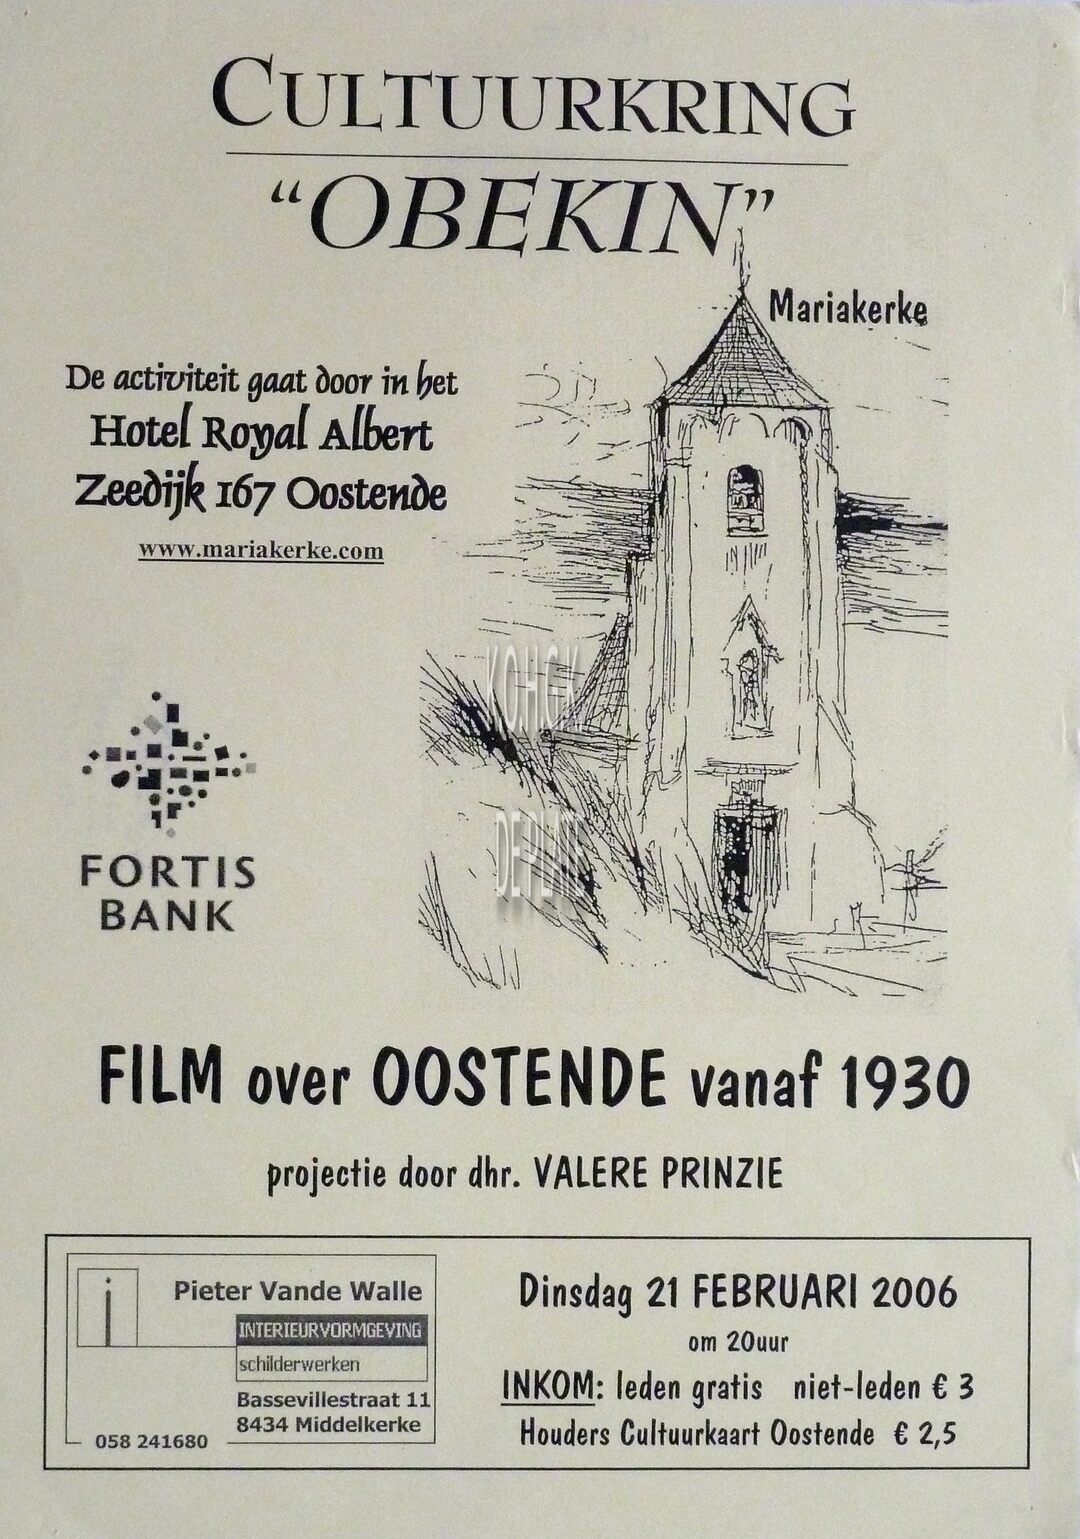 CULTUURKRING
"OBEKIN"
Mariakerke
De activiteit gaat door in het
Hotel Royal Albert
Zeedijk 167 Oostende
www.mariakerke.com
K.O.H.G.K.
DEPLATE
FORTIS
BANK
FILM over OOSTENDE vanaf 1930
projectie door dhr. VALERE PRINZIE
i
Pieter Vande Walle
INTERIEURVORMGEVING
schilderwerken
Bassevillestraat 11
8434 Middelkerke
058 241680
Dinsdag 21 FEBRUARI 2006
om 20uur
INKOM: leden gratis niet-leden € 3
Houders Cultuurkaart Oostende € 2,5